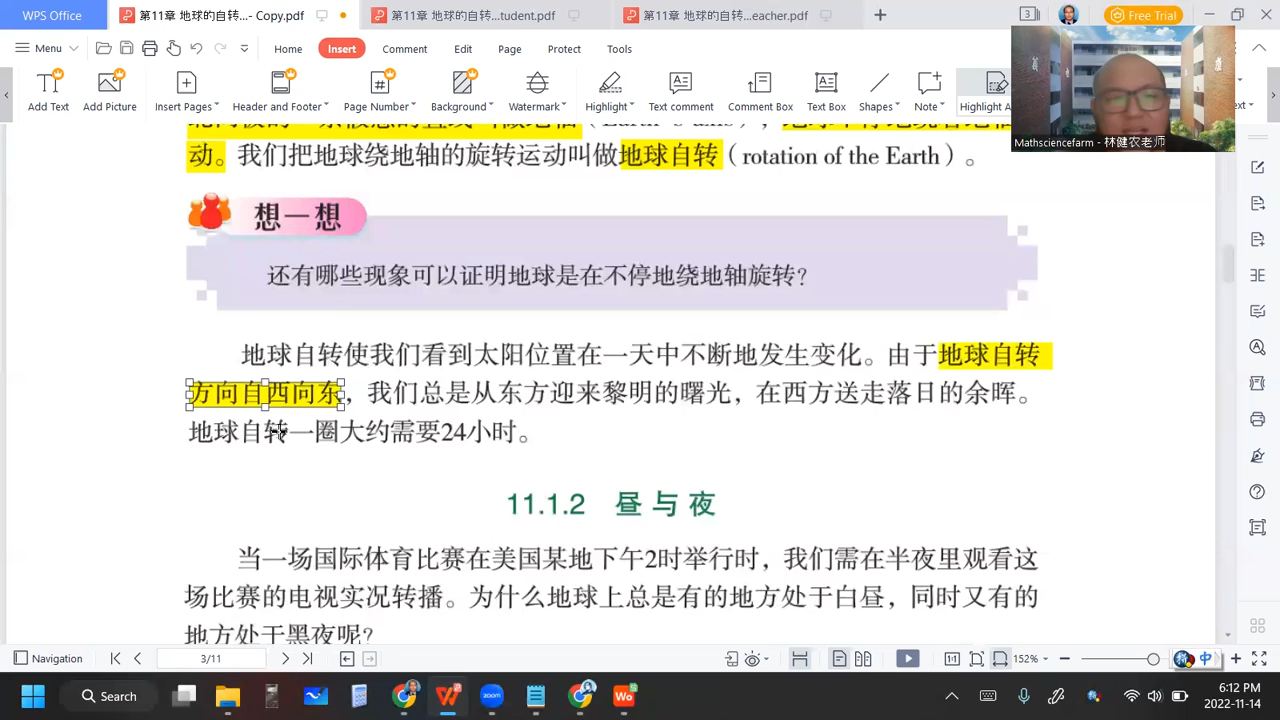 WPS Office
第11章 地球的自转...- Copy.pdf
第11章 地球的自转...tudent.pdf
第11章 地球的自转...eacher.pdf
3
Free Trial
Menu
Home
Insert
Comment
Edit
Page
Protect
Tools
Add Text
Add Picture
Insert Pages
Header and Footer
Page Number
Background
Watermark
Highlight
Text comment
Comment Box
Text Box
Shapes
Note
Highlight A
Mathsciencefarm - 林健农老师
动。我们把地球绕地轴的旋转运动叫做地球自转（rotation of the Earth）。
想一想
还有哪些现象可以证明地球是在不停地绕地轴旋转？
地球自转使我们看到太阳位置在一天中不断地发生变化。由于地球自转
方向自西向东，我们总是从东方迎来黎明的曙光，在西方送走落日的余晖。
地球自转一圈大约需要24小时。
11.1.2 昼与夜
当一场国际体育比赛在美国某地下午2时举行时，我们需在半夜里观看这
场比赛的电视实况转播。为什么地球上总是有的地方处于白昼，同时又有的
地方处于黑夜呢？
Navigation
3/11
152%
中
Search
6:12 PM
2022-11-14